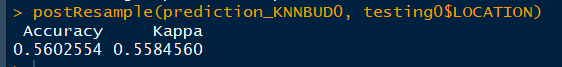 > postResample(prediction_KNNBUD0, testing0$LOCATION)
Accuracy Kappa
0.5602554 0.5584560